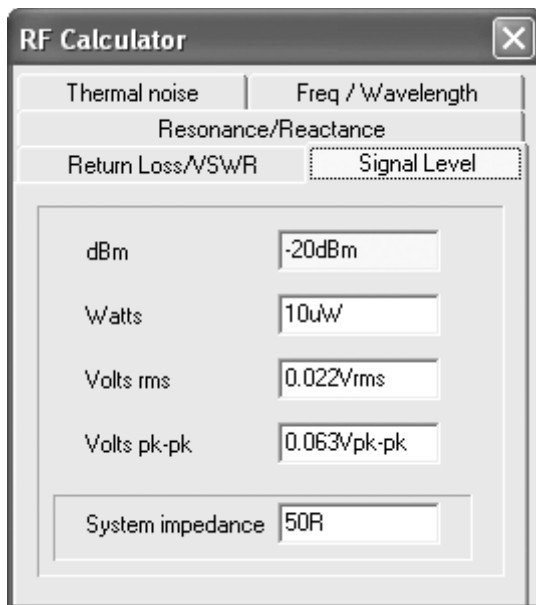 RF Calculator
Thermal noise
Freq / Wavelength
Resonance/Reactance
Return Loss/VSWR
Signal Level
dBm
-20dBm
Watts
10uW
Volts rms
0.022Vrms
Volts pk-pk
0.063Vpk-pk
System impedance
50R